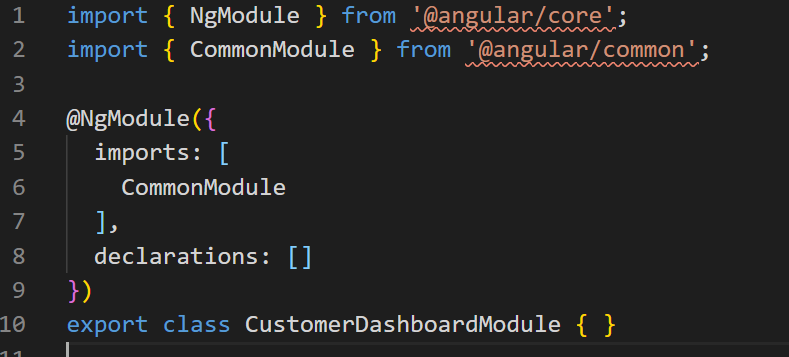 1 import { NgModule } from '@angular/core';
2 import { CommonModule } from '@angular/common';
3
4 @NgModule({
5   imports: [
6     CommonModule
7   ],
8   declarations: []
9 })
10 export class CustomerDashboardModule { }
11